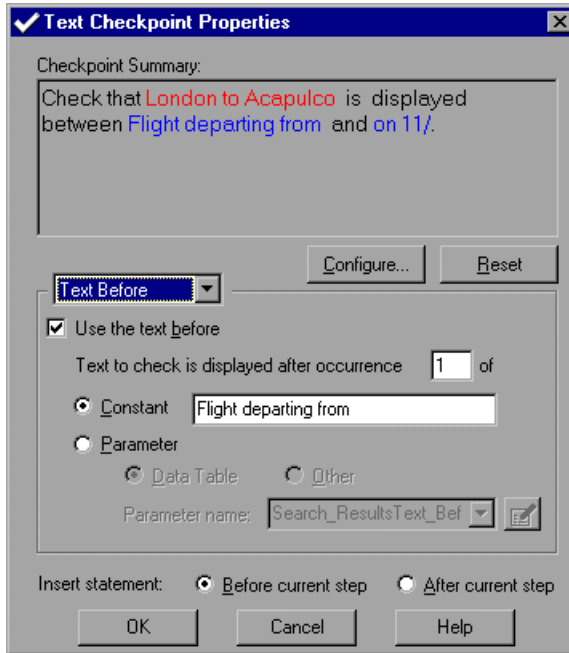 Text Checkpoint Properties
Checkpoint Summary:
Check that London to Acapulco is displayed
between Flight departing from and on 11/.
Configure... Reset
Text Before
Use the text before
Text to check is displayed after occurrence 1 of
Constant Flight departing from
Parameter
Data Table Other
Parameter name: Search_ResultsText_Bef
Insert statement: Before current step After current step
OK Cancel Help